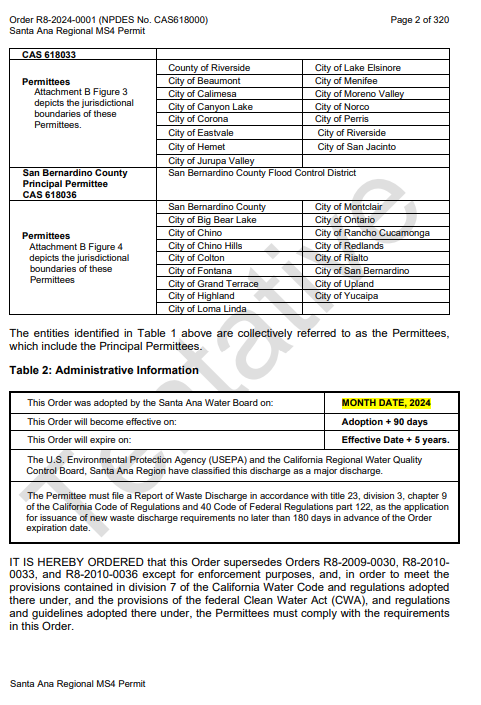 Order R8-2024-0001 (NPDES No. CAS618000)
Page 2 of 320
Santa Ana Regional MS4 Permit
CAS 618033
Permittees
Attachment B Figure 3
depicts the jurisdictional
boundaries of these
Permittees.
County of Riverside
City of Lake Elsinore
City of Beaumont
City of Menifee
City of Calimesa
City of Moreno Valley
City of Canyon Lake
City of Norco
City of Corona
City of Perris
City of Eastvale
City of Riverside
City of Hemet
City of San Jacinto
City of Jurupa Valley
San Bernardino County
Principal Permittee
CAS 618036
San Bernardino County Flood Control District
Permittees
Attachment B Figure 4
depicts the jurisdictional
boundaries of these
Permittees
San Bernardino County
City of Montclair
City of Big Bear Lake
City of Ontario
City of Chino
City of Rancho Cucamonga
City of Chino Hills
City of Redlands
City of Colton
City of Rialto
City of Fontana
City of San Bernardino
City of Grand Terrace
City of Upland
City of Highland
City of Yucaipa
City of Loma Linda
The entities identified in Table 1 above are collectively referred to as the Permittees,
which include the Principal Permittees.
Table 2: Administrative Information
This Order was adopted by the Santa Ana Water Board on:
MONTH DATE, 2024
This Order will become effective on:
Adoption + 90 days
This Order will expire on:
Effective Date + 5 years.
The U.S. Environmental Protection Agency (USEPA) and the California Regional Water Quality
Control Board, Santa Ana Region have classified this discharge as a major discharge.
The Permittee must file a Report of Waste Discharge in accordance with title 23, division 3, chapter 9
of the California Code of Regulations and 40 Code of Federal Regulations part 122, as the application
for issuance of new waste discharge requirements no later than 180 days in advance of the Order
expiration date.
IT IS HEREBY ORDERED that this Order supersedes Orders R8-2009-0030, R8-2010-
0033, and R8-2010-0036 except for enforcement purposes, and, in order to meet the
provisions contained in division 7 of the California Water Code and regulations adopted
there under, and the provisions of the federal Clean Water Act (CWA), and regulations
and guidelines adopted there under, the Permittees must comply with the requirements
in this Order.
Santa Ana Regional MS4 Permit
Tentative